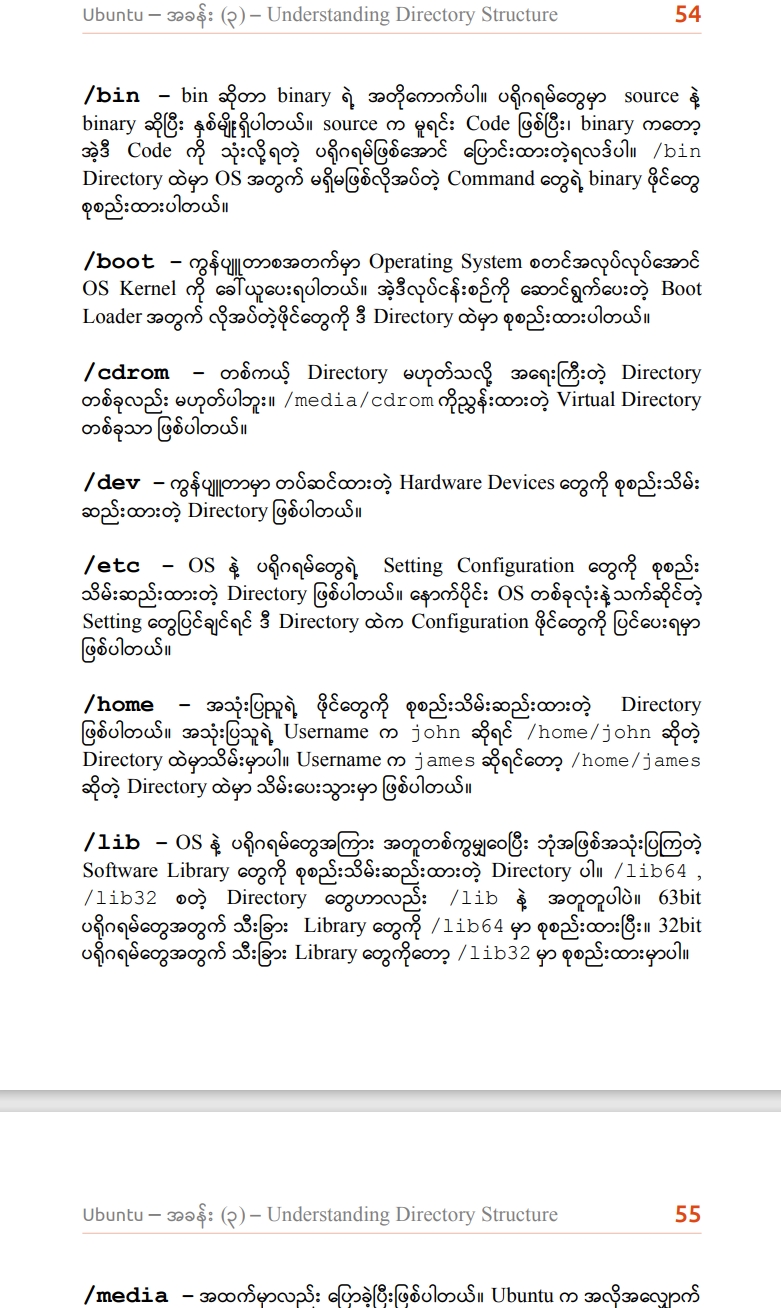 Ubuntu – အခန်း (၃) – Understanding Directory Structure 54
/bin – bin ဆိုတာ binary ရဲ့ အတိုကောက်ပါ။ ပရိုဂရမ်တွေမှာ source နဲ့
binary ဆိုပြီး နှစ်မျိုးရှိပါတယ်။ source က မူရင်း Code ဖြစ်ပြီး၊ binary ကတော့
အဲ့ဒီ Code ကို သုံးလို့ရတဲ့ ပရိုဂရမ်ဖြစ်အောင် ပြောင်းထားတဲ့ရလဒ်ပါ။ /bin
Directory ထဲမှာ OS အတွက် မရှိမဖြစ်လိုအပ်တဲ့ Command တွေရဲ့ binary ဖိုင်တွေ
စုစည်းထားပါတယ်။
/boot – ကွန်ပျူတာစအတက်မှာ Operating System စတင်အလုပ်လုပ်အောင်
OS Kernel ကို ခေါ်ယူပေးရပါတယ်။ အဲ့ဒီလုပ်ငန်းစဉ်ကို ဆောင်ရွက်ပေးတဲ့ Boot
Loader အတွက် လိုအပ်တဲ့ဖိုင်တွေကို ဒီ Directory ထဲမှာ စုစည်းထားပါတယ်။
/cdrom – တစ်ကယ့် Directory မဟုတ်သလို့ အရေးကြီးတဲ့ Directory
တစ်ခုလည်း မဟုတ်ပါဘူး။ /media/cdrom ကိုညွှန်းထားတဲ့ Virtual Directory
တစ်ခုသာ ဖြစ်ပါတယ်။
/dev – ကွန်ပျူတာမှာ တပ်ဆင်ထားတဲ့ Hardware Devices တွေကို စုစည်းသိမ်း
ဆည်းထားတဲ့ Directory ဖြစ်ပါတယ်။
/etc – OS နဲ့ ပရိုဂရမ်တွေရဲ့ Setting Configuration တွေကို စုစည်း
သိမ်းဆည်းထားတဲ့ Directory ဖြစ်ပါတယ်။ နောက်ပိုင်း OS တစ်ခုလုံးနဲ့သက်ဆိုင်တဲ့
Setting တွေပြင်ချင်ရင် ဒီ Directory ထဲက Configuration ဖိုင်တွေကို ပြင်ပေးရမှာ
ဖြစ်ပါတယ်။
/home – အသုံးပြုသူရဲ့ ဖိုင်တွေကို စုစည်းသိမ်းဆည်းထားတဲ့ Directory
ဖြစ်ပါတယ်။ အသုံးပြုသူရဲ့ Username က john ဆိုရင် /home/john ဆိုတဲ့
Directory ထဲမှာသိမ်းမှာပါ။ Username က james ဆိုရင်တော့ /home/james
ဆိုတဲ့ Directory ထဲမှာ သိမ်းပေးသွားမှာ ဖြစ်ပါတယ်။
/lib – OS နဲ့ ပရိုဂရမ်တွေအကြား အတူတစ်ကွမျှဝေပြီး ဘုံအဖြစ်အသုံးပြုကြတဲ့
Software Library တွေကို စုစည်းသိမ်းဆည်းထားတဲ့ Directory ပါ။ /lib64 ,
/lib32 စတဲ့ Directory တွေဟာလည်း /lib နဲ့ အတူတူပါပဲ။ 63bit
ပရိုဂရမ်တွေအတွက် သီးခြား Library တွေကို /lib64 မှာ စုစည်းထားပြီး။ 32bit
ပရိုဂရမ်တွေအတွက် သီးခြား Library တွေကိုတော့ /lib32 မှာ စုစည်းထားမှာပါ။
Ubuntu – အခန်း (၃) – Understanding Directory Structure 55
/media – အထက်မှာလည်း ပြောခဲ့ပြီးဖြစ်ပါတယ်။ Ubuntu က အလိုအလျှောက်